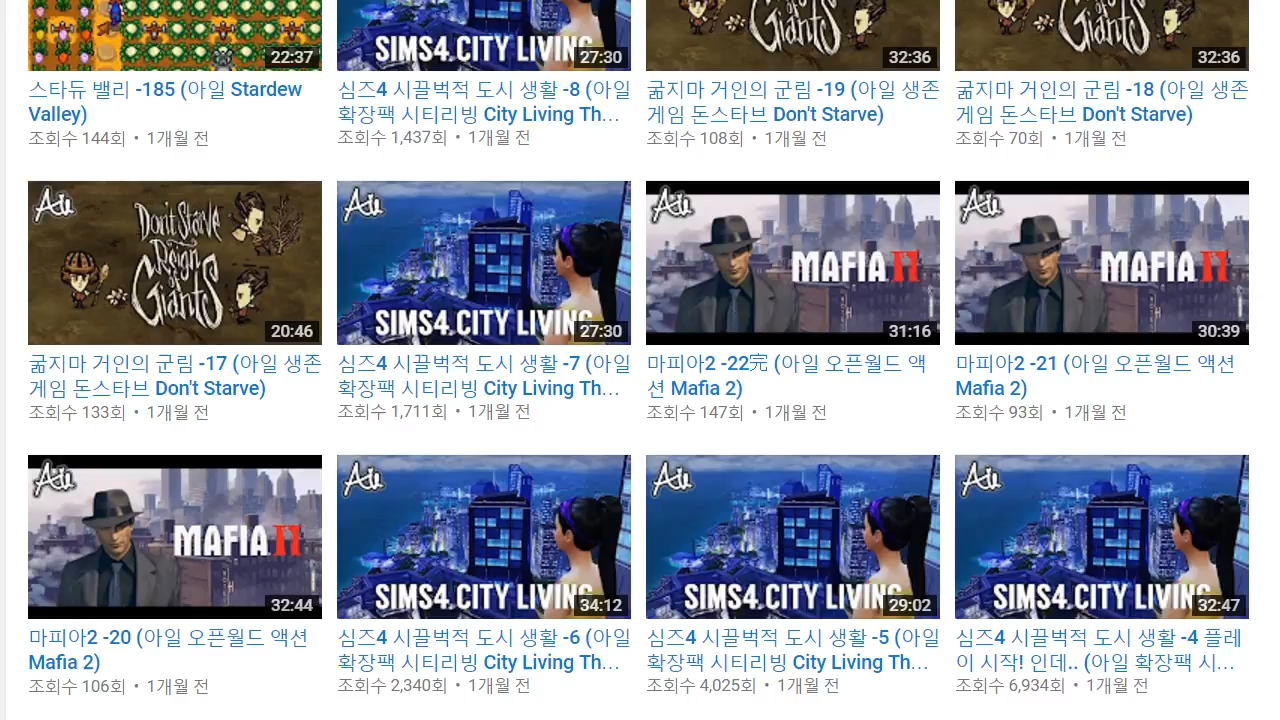 SIMS4.CITY LIVING
Giants
Giants
22:37
27:30
32:36
32:36
스타듀 밸리 -185 (아일 Stardew
Valley)
조회수 144회 • 1개월 전
심즈4 시끌벅적 도시 생활 -8 (아일
확장팩 시티리빙 City Living Th...
조회수 1,437회 • 1개월 전
굶지마 거인의 군림 -19 (아일 생존
게임 돈스타브 Don't Starve)
조회수 108회 • 1개월 전
굶지마 거인의 군림 -18 (아일 생존
게임 돈스타브 Don't Starve)
조회수 70회 • 1개월 전
Don't Starve
Reign
of
Giants
20:46
SIMS4.CITY LIVING
27:30
MAFIA II
31:16
MAFIA II
30:39
굶지마 거인의 군림 -17 (아일 생존
게임 돈스타브 Don't Starve)
조회수 133회 • 1개월 전
심즈4 시끌벅적 도시 생활 -7 (아일
확장팩 시티리빙 City Living Th...
조회수 1,711회 • 1개월 전
마피아2 -22完 (아일 오픈월드 액
션 Mafia 2)
조회수 147회 • 1개월 전
마피아2 -21 (아일 오픈월드 액션
Mafia 2)
조회수 93회 • 1개월 전
MAFIA II
32:44
SIMS4.CITY LIVING
34:12
SIMS4.CITY LIVING
29:02
SIMS4.CITY LIVING
32:47
마피아2 -20 (아일 오픈월드 액션
Mafia 2)
조회수 106회 • 1개월 전
심즈4 시끌벅적 도시 생활 -6 (아일
확장팩 시티리빙 City Living Th...
조회수 2,340회 • 1개월 전
심즈4 시끌벅적 도시 생활 -5 (아일
확장팩 시티리빙 City Living Th...
조회수 4,025회 • 1개월 전
심즈4 시끌벅적 도시 생활 -4 플레
이 시작! 인데.. (아일 확장팩 시...
조회수 6,934회 • 1개월 전